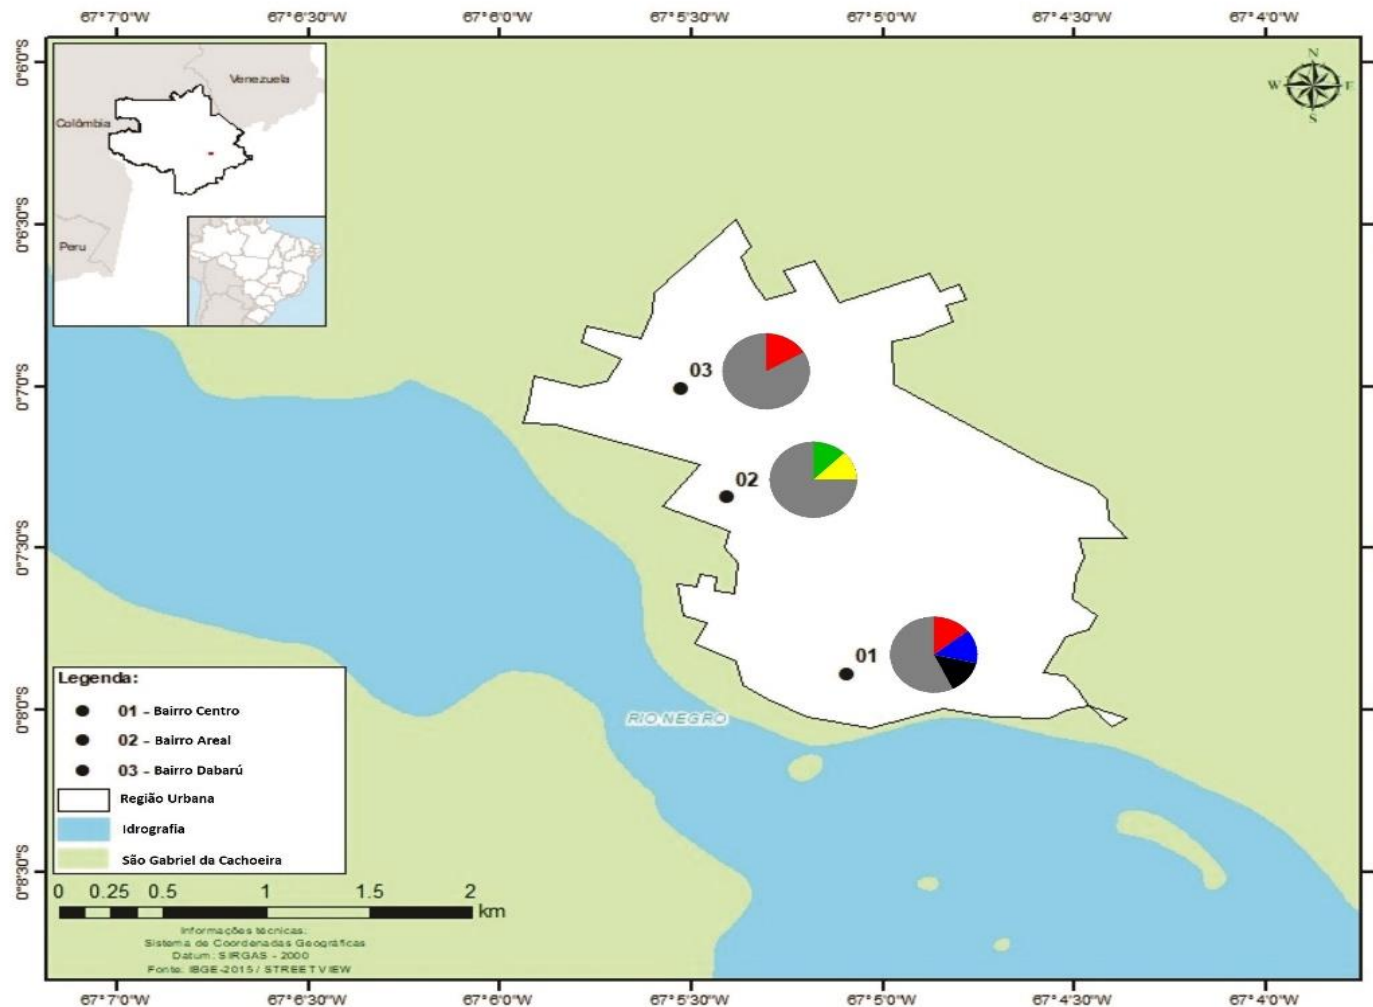 67°7'0"W 67°6'30"W 67°6'0"W 67°5'30"W 67°5'0"W 67°4'30"W 67°4'0"W
0°6'0"S
0°6'30"S
0°7'0"S
0°7'30"S
0°8'0"S
0°8'30"S
Venezuela
Colômbia
Peru
N
W E
S
03
02
01
RIO NEGRO
Legenda:
01 - Bairro Centro
02 - Bairro Areal
03 - Bairro Dabarú
Região Urbana
Idrografia
São Gabriel da Cachoeira
0 0.25 0.5 1 1.5 2
km
Informações técnicas:
Sistema de Coordenadas Geográficas
Datum: SIRGAS - 2000
Fonte: IBGE-2015 / STREETVIEW
67°7'0"W 67°6'30"W 67°6'0"W 67°5'30"W 67°5'0"W 67°4'30"W 67°4'0"W